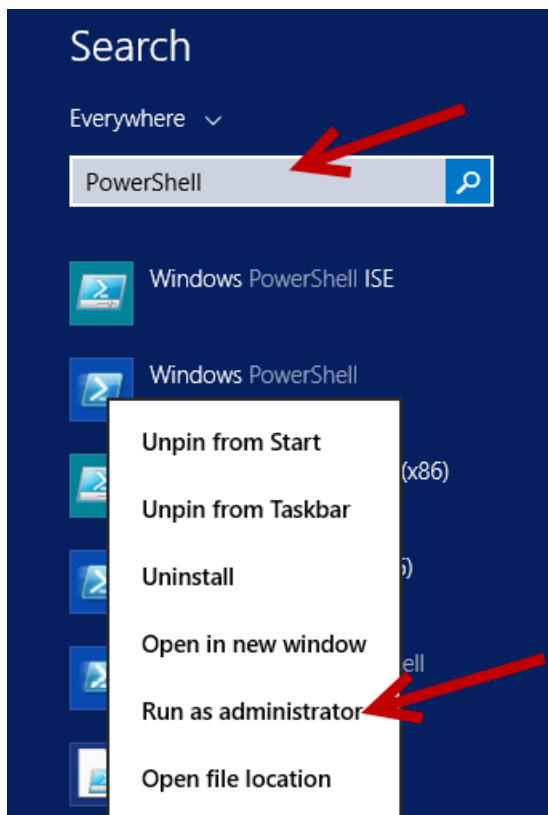 Search
Everywhere
PowerShell
Windows PowerShell ISE
Windows PowerShell
Unpin from Start
(x86)
Unpin from Taskbar
Uninstall
Open in new window
Run as administrator
Open file location